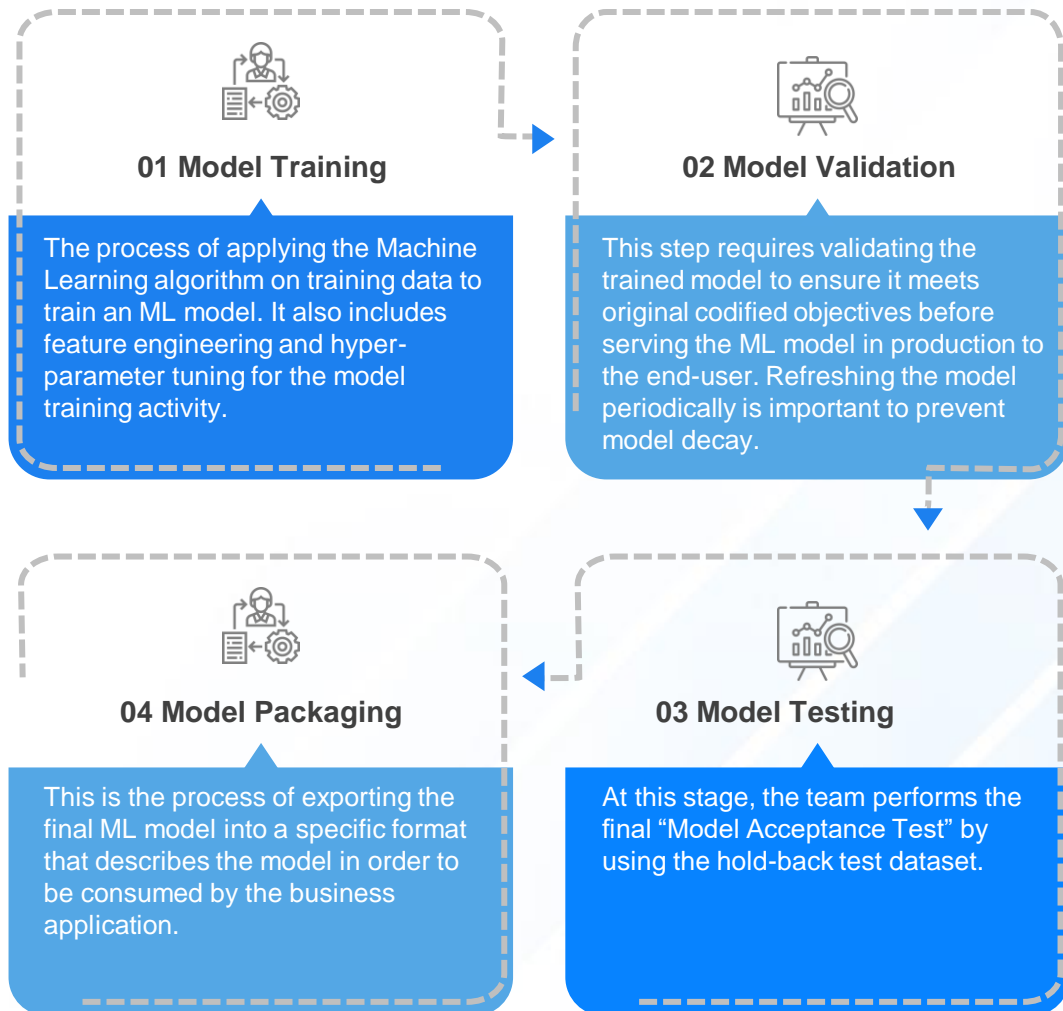 01 Model Training
The process of applying the Machine
Learning algorithm on training data to
train an ML model. It also includes
feature engineering and hyper-
parameter tuning for the model
training activity.
02 Model Validation
This step requires validating the
trained model to ensure it meets
original codified objectives before
serving the ML model in production to
the end-user. Refreshing the model
periodically is important to prevent
model decay.
03 Model Testing
At this stage, the team performs the
final “Model Acceptance Test” by
using the hold-back test dataset.
04 Model Packaging
This is the process of exporting the
final ML model into a specific format
that describes the model in order to
be consumed by the business
application.